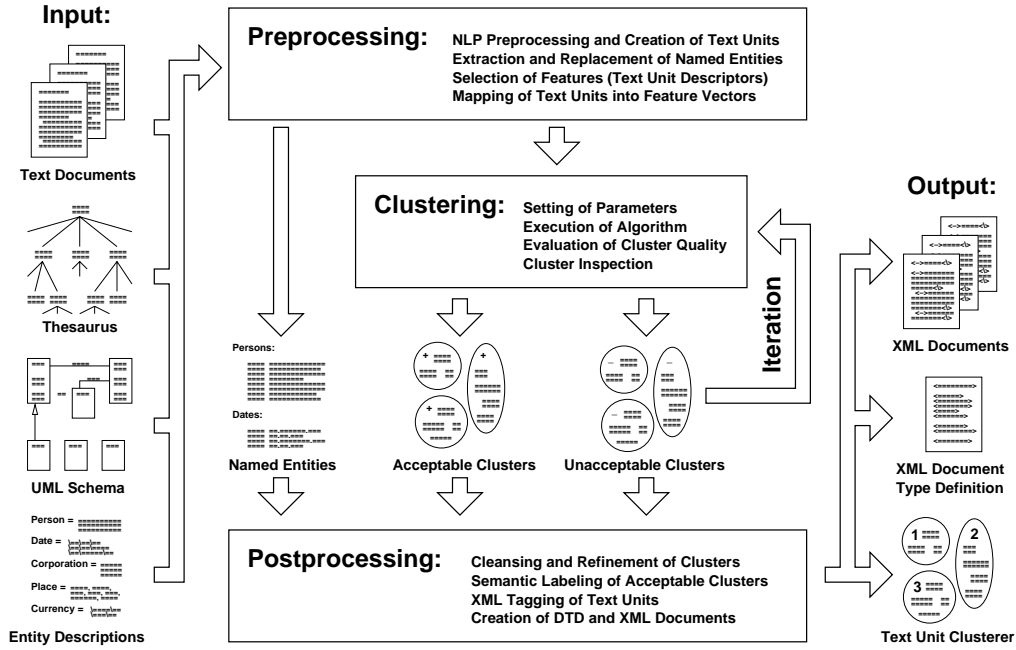 Input:
Text Documents
Thesaurus
UML Schema
Person =
Date =
Corporation =
Place =
Currency =
Entity Descriptions
Preprocessing:
NLP Preprocessing and Creation of Text Units
Extraction and Replacement of Named Entities
Selection of Features (Text Unit Descriptors)
Mapping of Text Units into Feature Vectors
Clustering:
Setting of Parameters
Execution of Algorithm
Evaluation of Cluster Quality
Cluster Inspection
Iteration
Persons:
Dates:
Named Entities
Acceptable Clusters
Unacceptable Clusters
Postprocessing:
Cleansing and Refinement of Clusters
Semantic Labeling of Acceptable Clusters
XML Tagging of Text Units
Creation of DTD and XML Documents
Output:
XML Documents
XML Document
Type Definition
1
2
3
Text Unit Clusterer